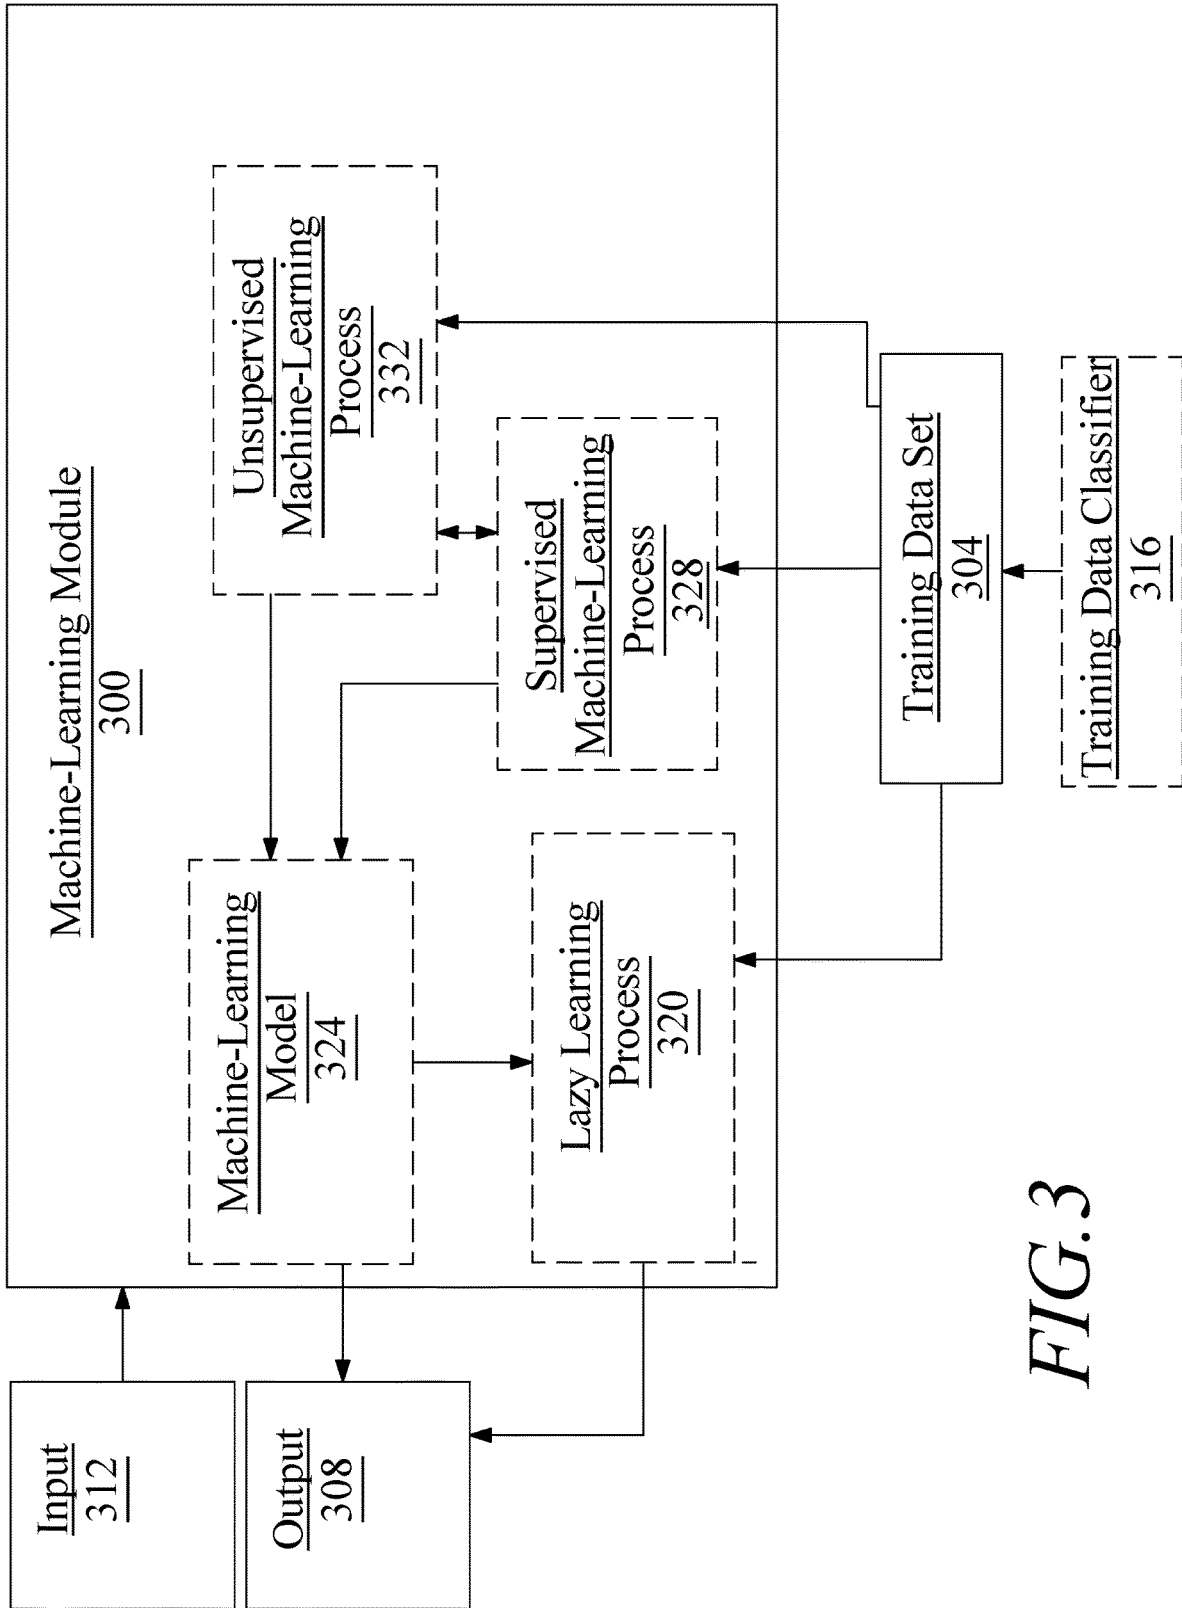 Machine-Learning Module
300
Input
312
Output
308
Machine-Learning
Model
324
Unsupervised
Machine-Learning
Process
332
Lazy Learning
Process
320
Supervised
Machine-Learning
Process
328
Training Data Set
304
Training Data Classifier
316
FIG.3